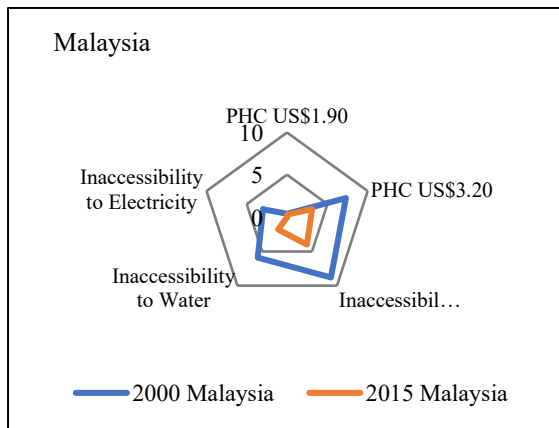 Malaysia
PHC US$1.90
10
5
0
PHC US$3.20
Inaccessibility
to Electricity
Inaccessibility
to Water
Inaccessibil…
2000 Malaysia
2015 Malaysia